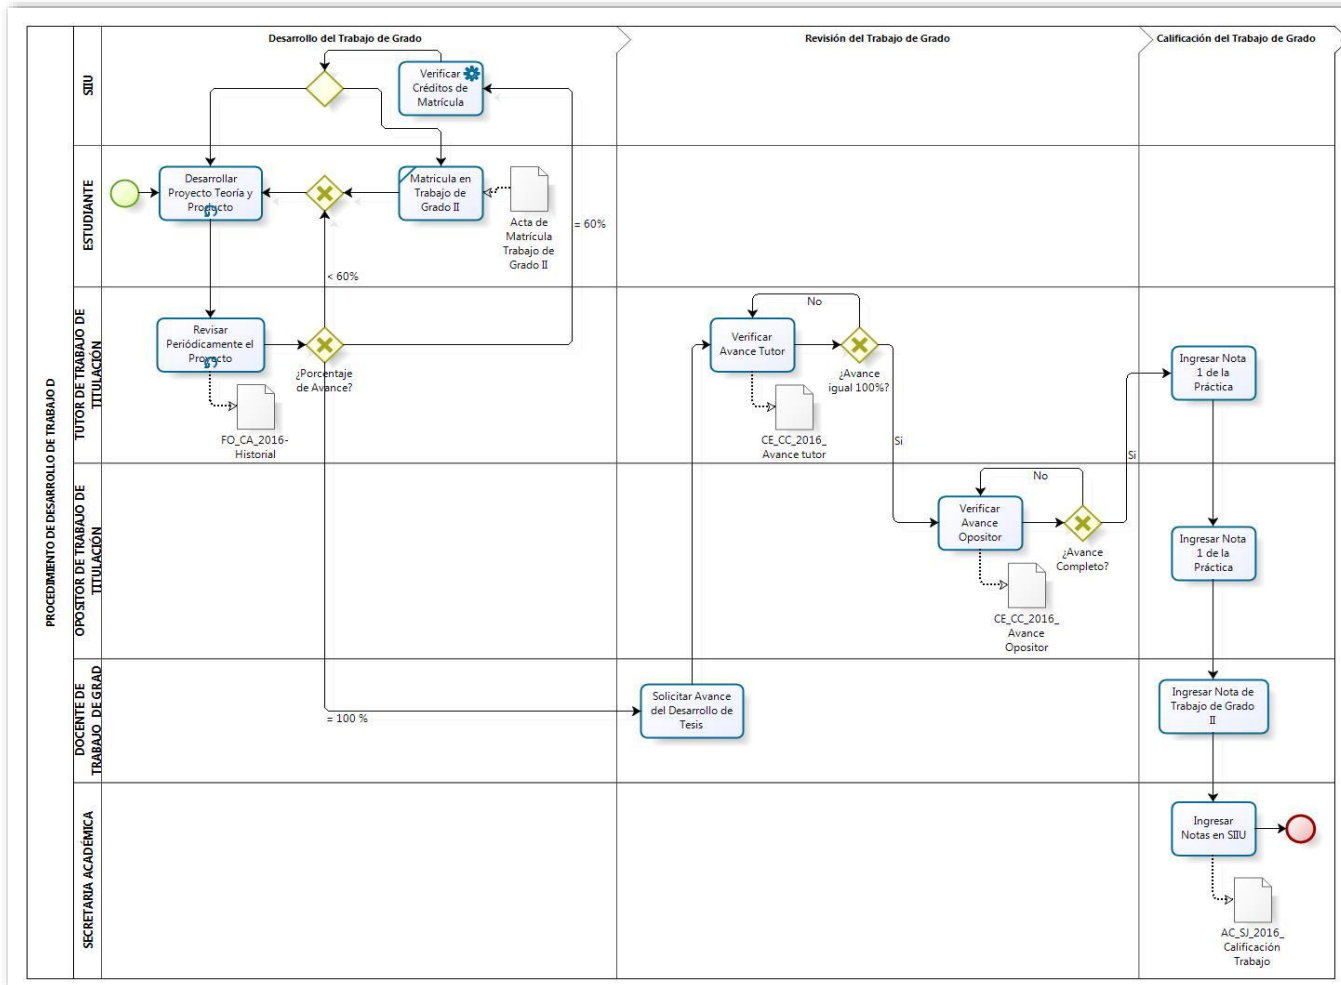 PROCEDIMIENTO DE DESARROLLO DE TRABAJO D
Desarrollo del Trabajo de Grado
Revisión del Trabajo de Grado
Calificación del Trabajo de Grado
SIIU
Verificar
Créditos de
Matrícula
ESTUDIANTE
Desarrollar
Proyecto Teoría y
Producto
Matricula en
Trabajo de
Grado II
Acta de
Matrícula
Trabajo de
Grado II
= 60%
< 60%
TUTOR DE TRABAJO DE
TITULACIÓN
Revisar
Periódicamente el
Proyecto
¿Porcentaje
de Avance?
FO_CA_2016-
Historial
No
Verificar
Avance Tutor
¿Avance
igual 100%?
CE_CC_2016_
Avance tutor
Si
Si
Ingresar Nota
1 de la
Práctica
OPOSITOR DE TRABAJO DE
TITULACIÓN
No
Verificar
Avance
Opositor
¿Avance
Completo?
CE_CC_2016_
Avance
Opositor
Ingresar Nota
1 de la
Práctica
DOCENTE DE
TRABAJO DE GRAD
= 100 %
Solicitar Avance
del Desarrollo de
Tesis
Ingresar Nota de
Trabajo de Grado
II
SECRETARIA ACADÉMICA
Ingresar
Notas en SIIU
AC_SJ_2016_
Calificación
Trabajo